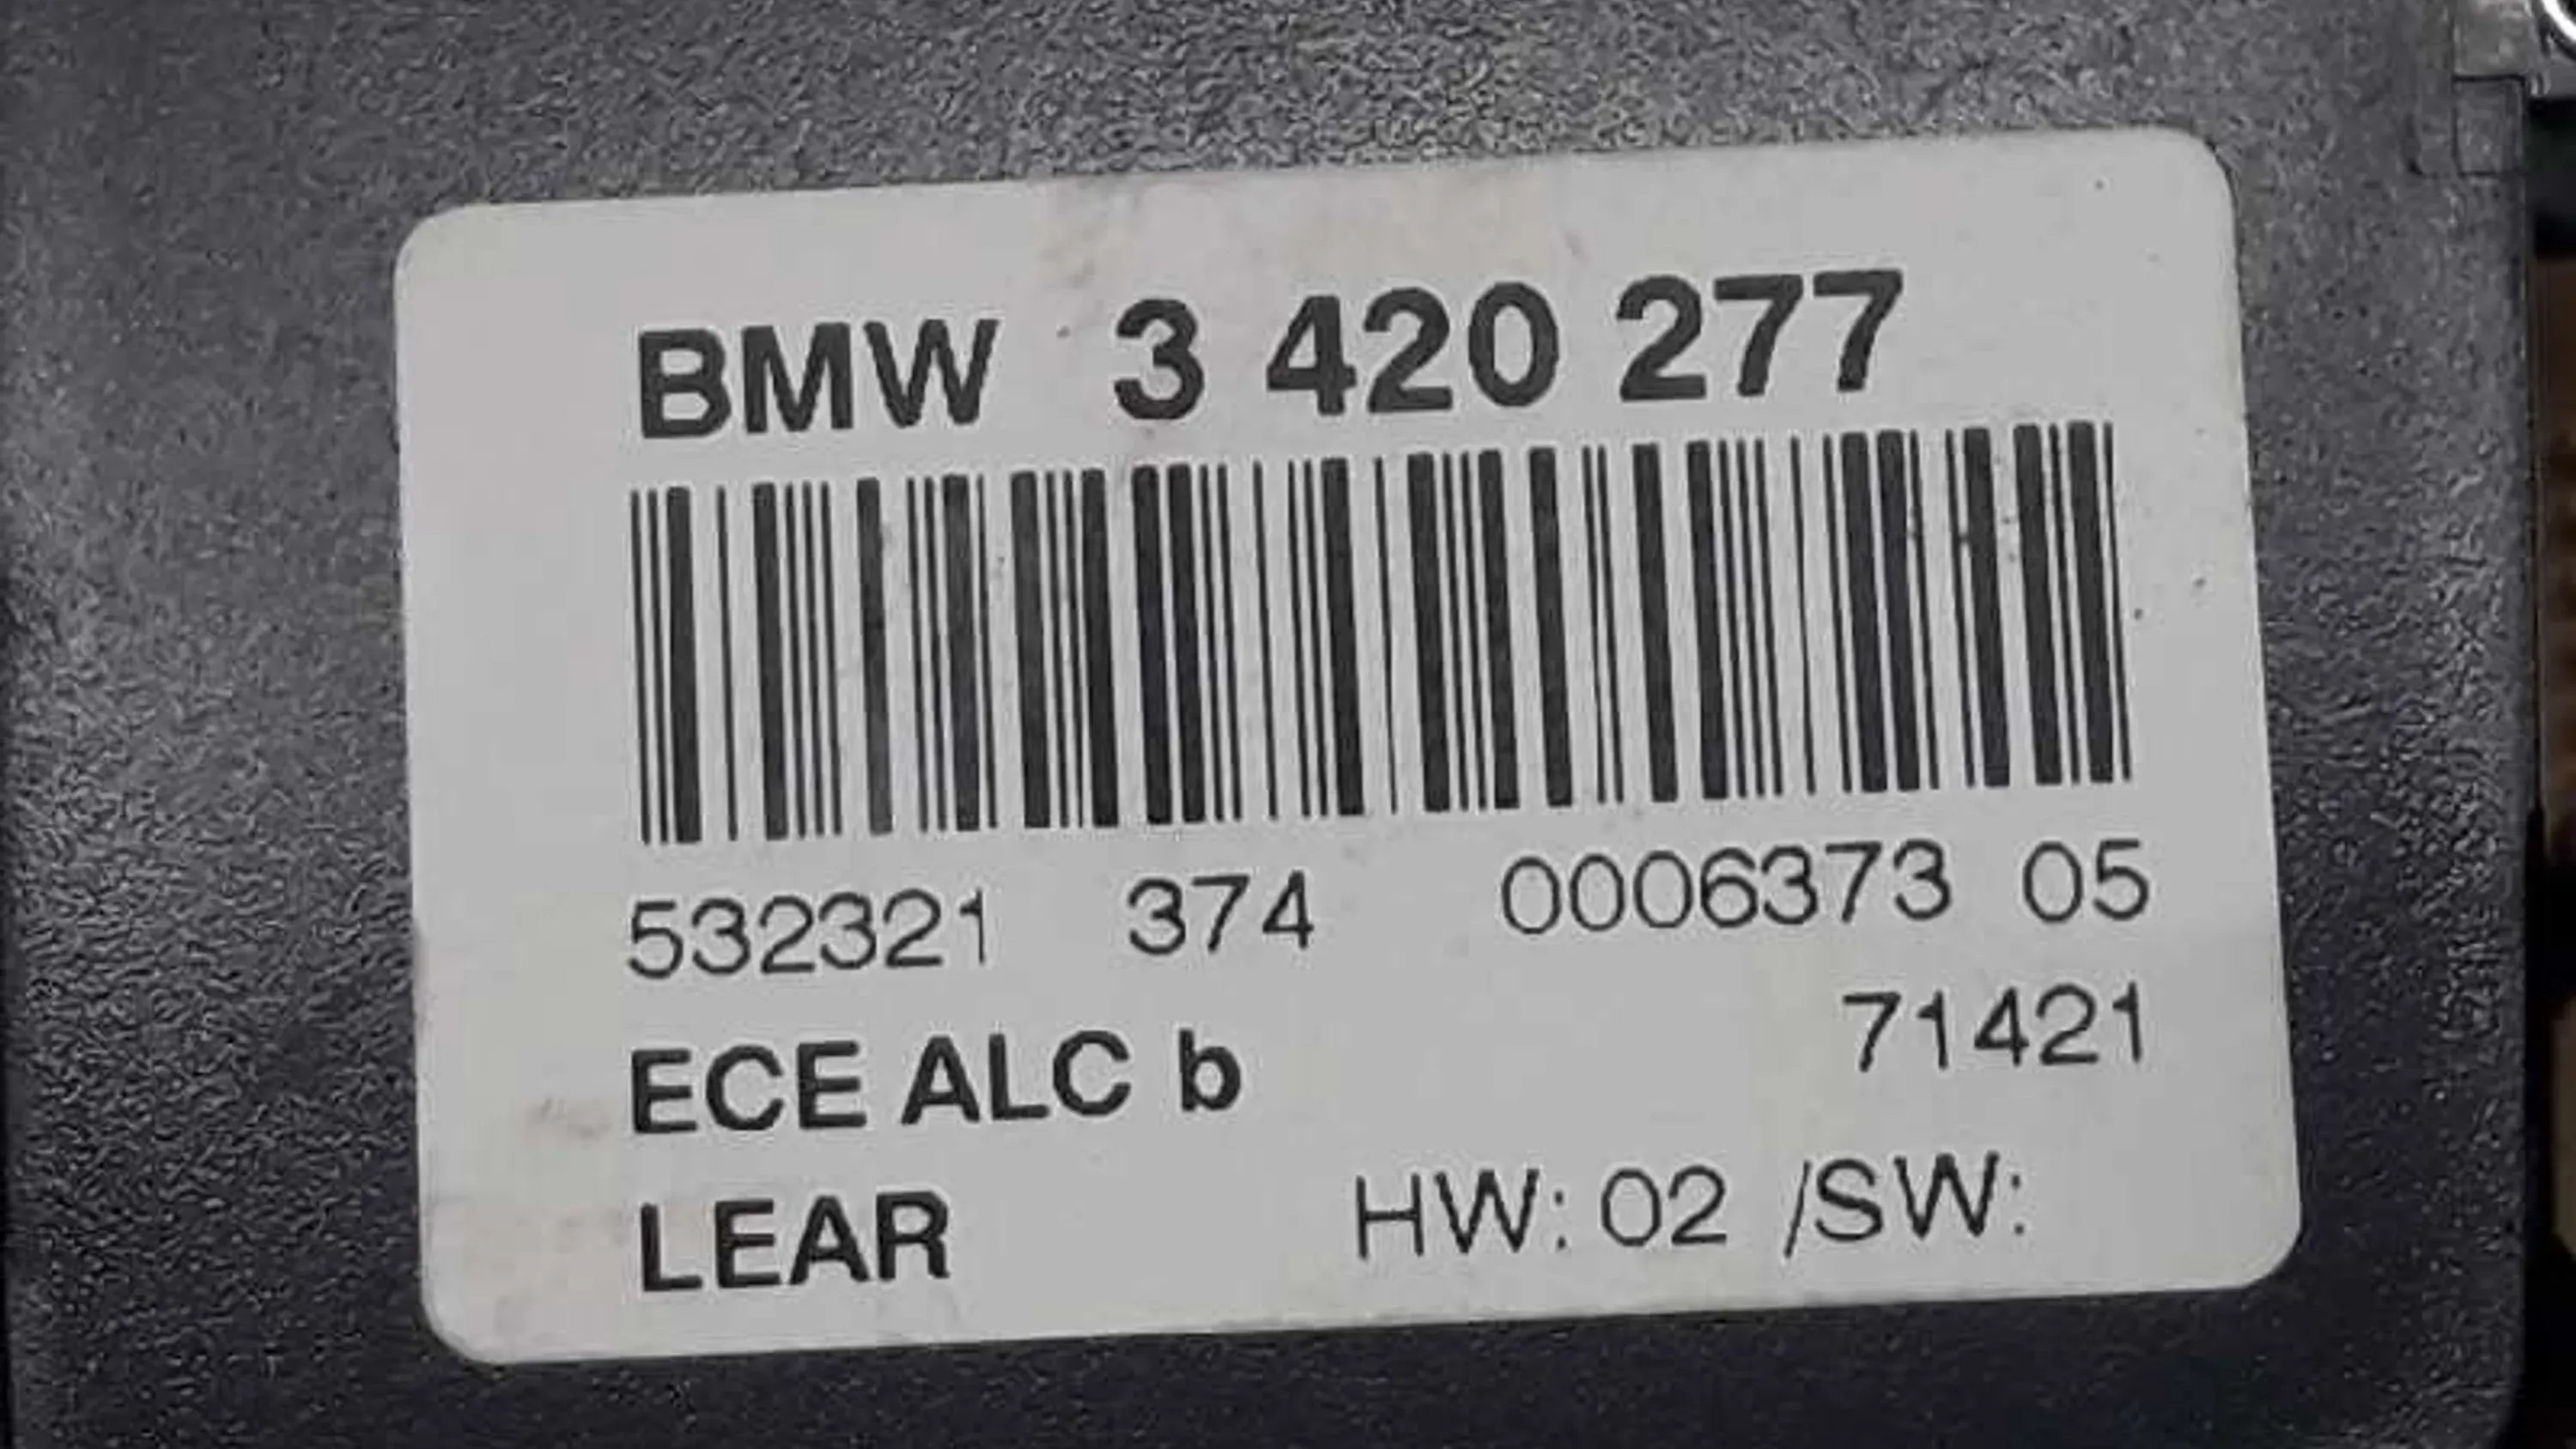 BMW 3 420 277
532321 374 0006373 05
71421
ECE ALC b
LEAR HW: 02 /SW: